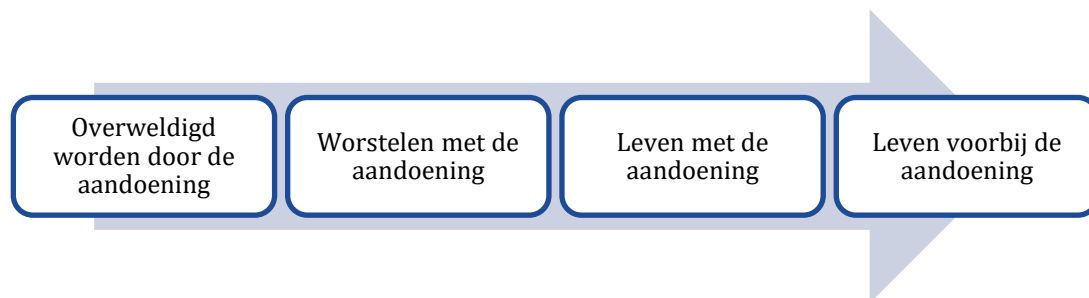 Overweldigd
worden door de
aandoening
Worstelen met de
aandoening
Leven met de
aandoening
Leven voorbij de
aandoening